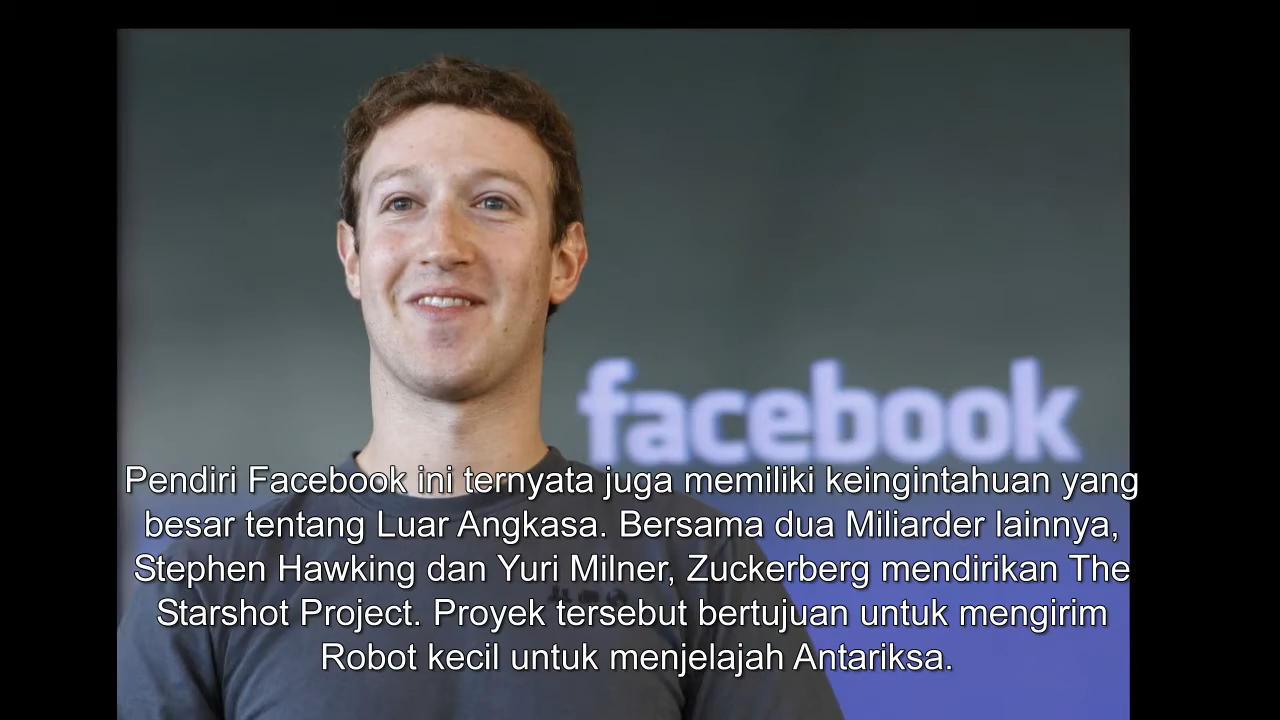 facebook
Pendiri Facebook ini ternyata juga memiliki keingintahuan yang
besar tentang Luar Angkasa. Bersama dua Miliarder lainnya,
Stephen Hawking dan Yuri Milner, Zuckerberg mendirikan The
Starshot Project. Proyek tersebut bertujuan untuk mengirim
Robot kecil untuk menjelajah Antariksa.